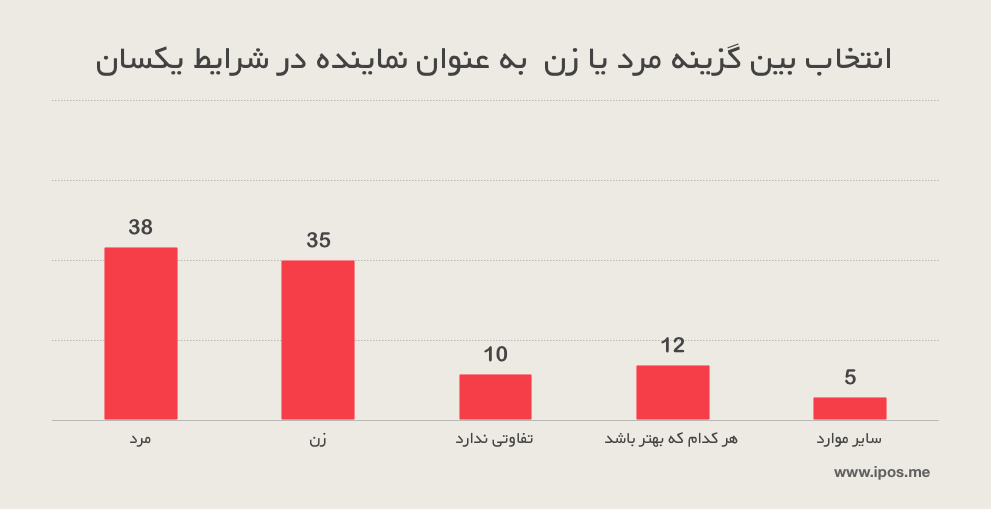 انتخاب بین گزینه مرد یا زن به عنوان نماینده در شرایط یکسان
38
35
10
12
5
مرد
زن
تفاوتی ندارد
هر کدام که بهتر باشد
سایر موارد
www.ipos.me